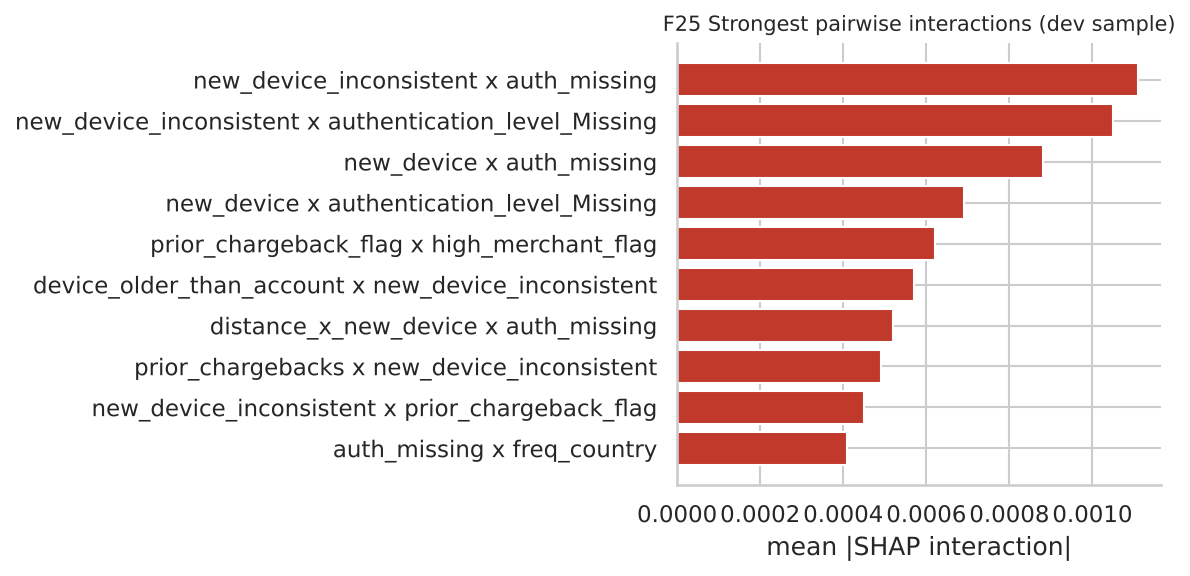 F25 Strongest pairwise interactions (dev sample)
new_device_inconsistent x auth_missing
new_device_inconsistent x authentication_level_Missing
new_device x auth_missing
new_device x authentication_level_Missing
prior_chargeback_flag x high_merchant_flag
device_older_than_account x new_device_inconsistent
distance_x_new_device x auth_missing
prior_chargebacks x new_device_inconsistent
new_device_inconsistent x prior_chargeback_flag
auth_missing x freq_country
0.0000 0.0002 0.0004 0.0006 0.0008 0.0010
mean |SHAP interaction|